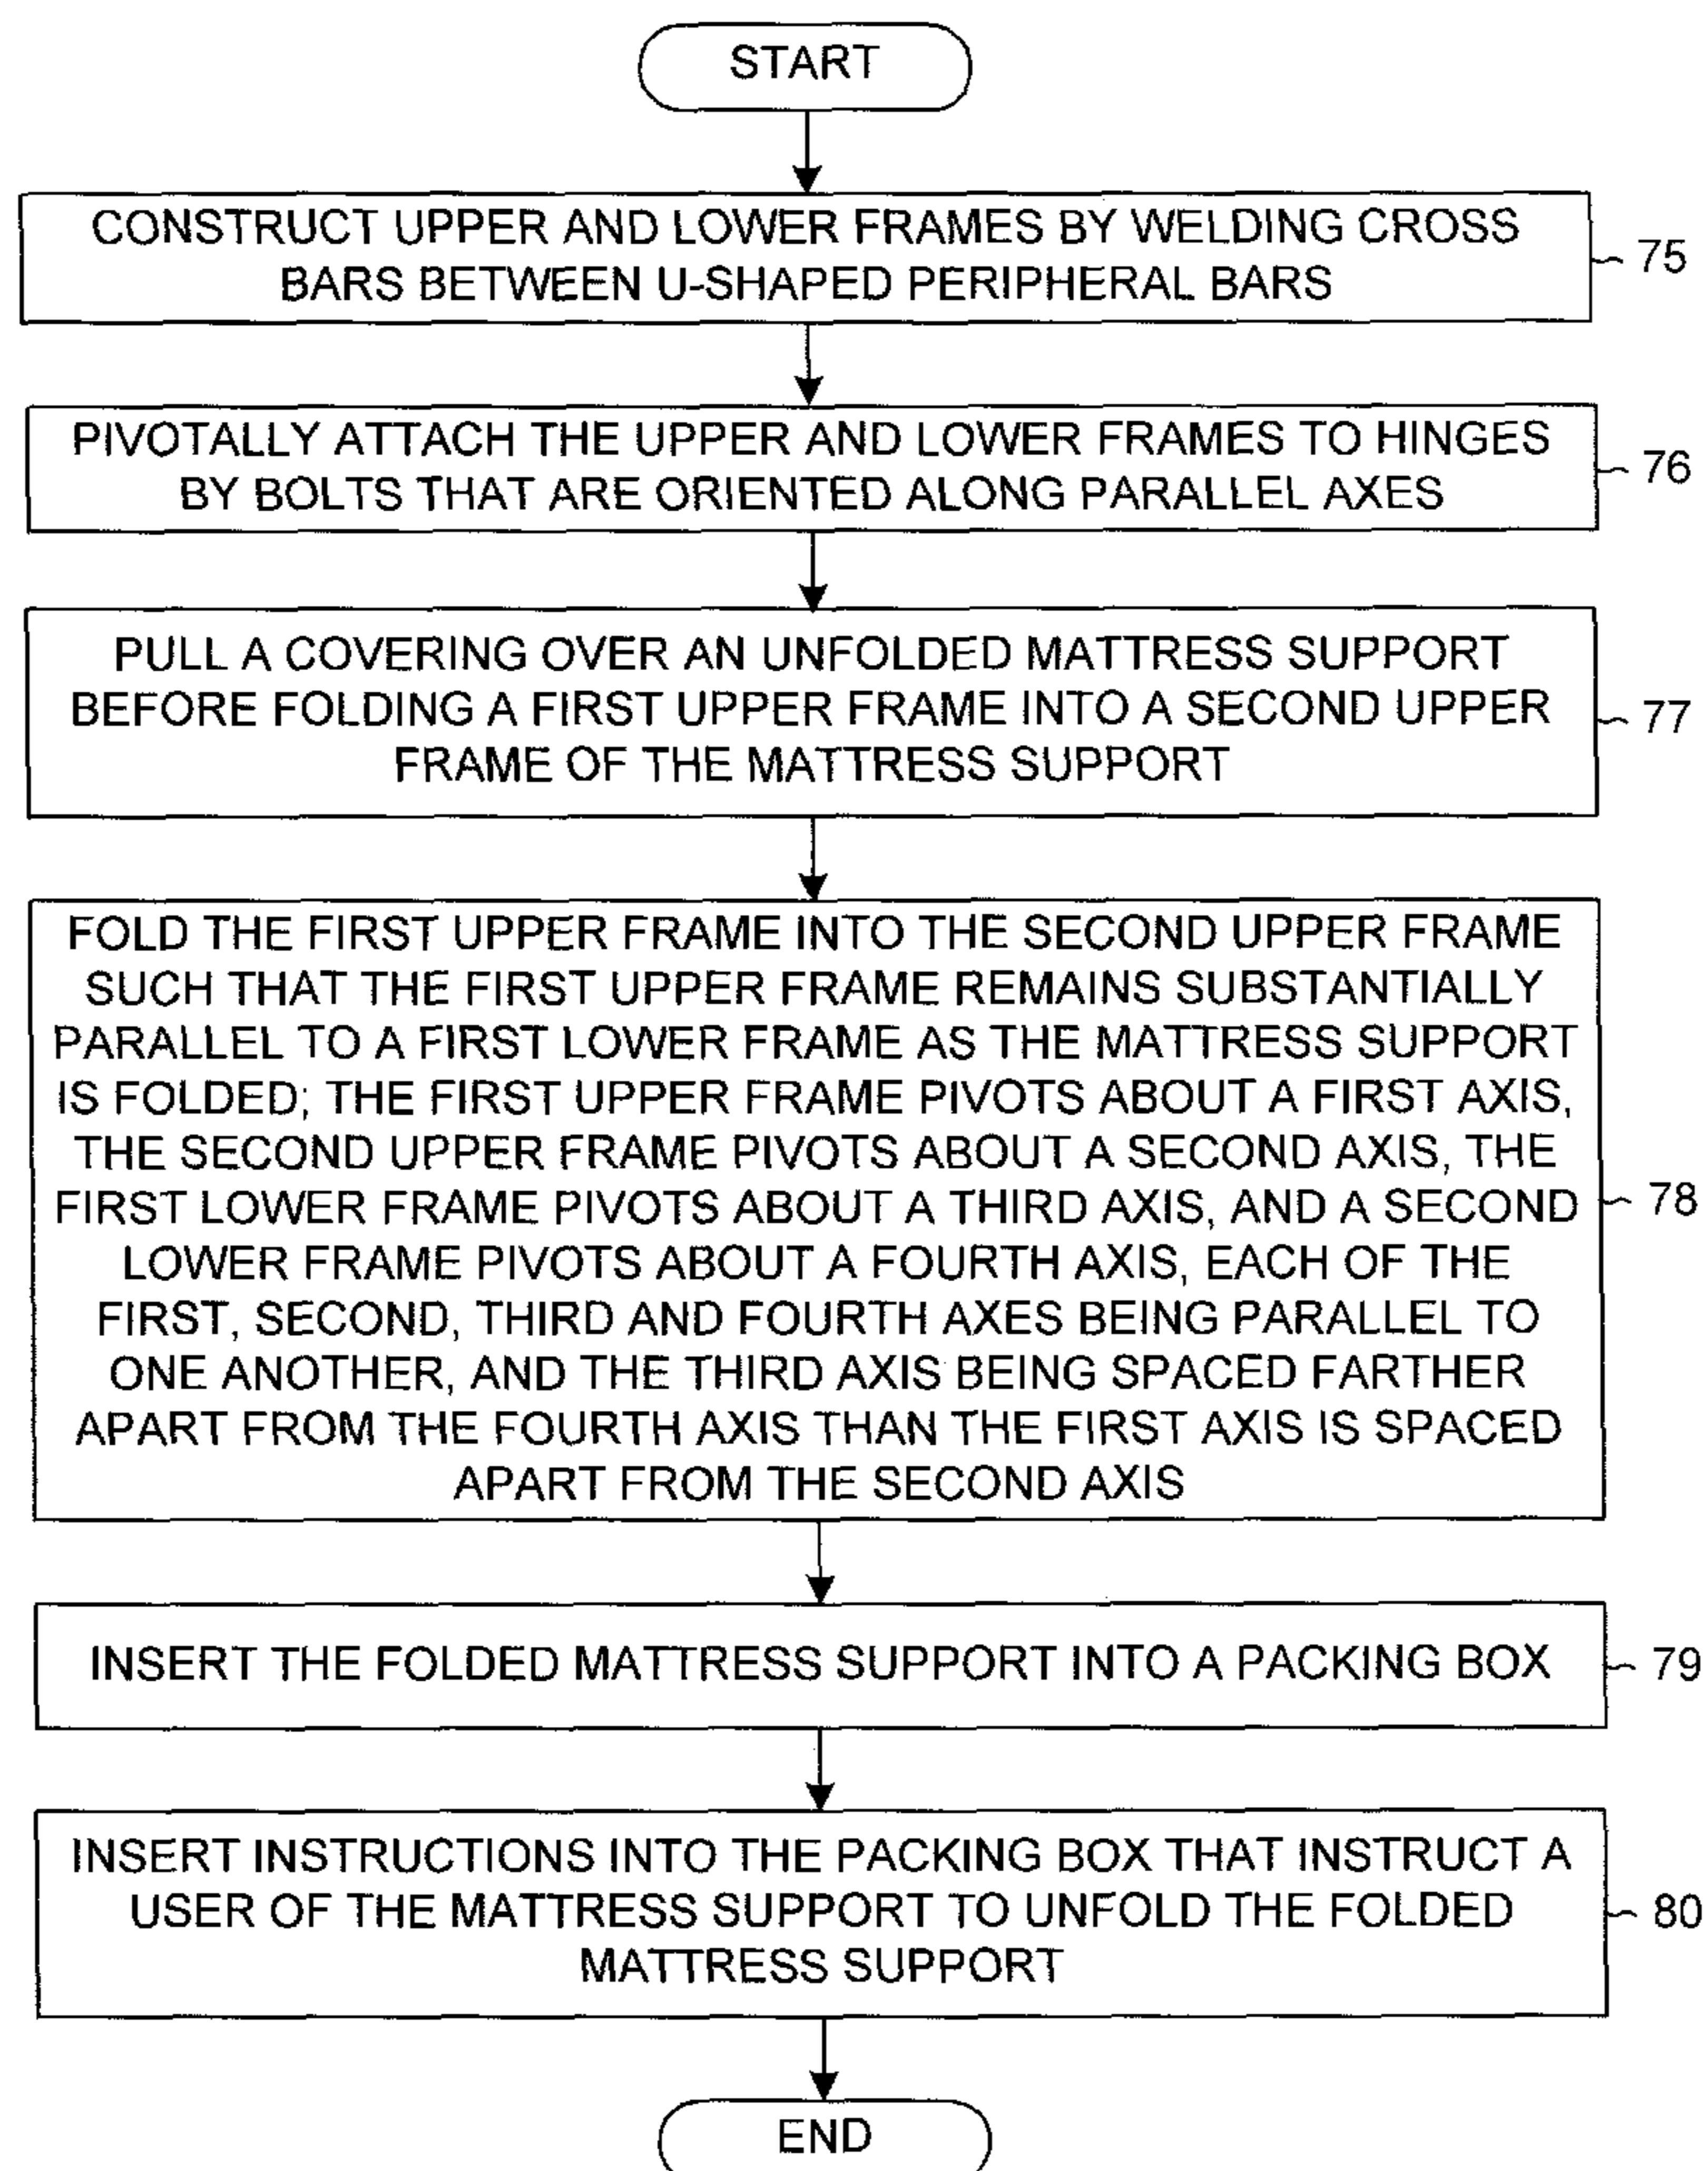 START
CONSTRUCT UPPER AND LOWER FRAMES BY WELDING CROSS
BARS BETWEEN U-SHAPED PERIPHERAL BARS
75
PIVOTALLY ATTACH THE UPPER AND LOWER FRAMES TO HINGES
BY BOLTS THAT ARE ORIENTED ALONG PARALLEL AXES
76
PULL A COVERING OVER AN UNFOLDED MATTRESS SUPPORT
BEFORE FOLDING A FIRST UPPER FRAME INTO A SECOND UPPER
FRAME OF THE MATTRESS SUPPORT
77
FOLD THE FIRST UPPER FRAME INTO THE SECOND UPPER FRAME
SUCH THAT THE FIRST UPPER FRAME REMAINS SUBSTANTIALLY
PARALLEL TO A FIRST LOWER FRAME AS THE MATTRESS SUPPORT
IS FOLDED; THE FIRST UPPER FRAME PIVOTS ABOUT A FIRST AXIS,
THE SECOND UPPER FRAME PIVOTS ABOUT A SECOND AXIS, THE
FIRST LOWER FRAME PIVOTS ABOUT A THIRD AXIS, AND A SECOND
LOWER FRAME PIVOTS ABOUT A FOURTH AXIS, EACH OF THE
FIRST, SECOND, THIRD AND FOURTH AXES BEING PARALLEL TO
ONE ANOTHER, AND THE THIRD AXIS BEING SPACED FARTHER
APART FROM THE FOURTH AXIS THAN THE FIRST AXIS IS SPACED
APART FROM THE SECOND AXIS
78
INSERT THE FOLDED MATTRESS SUPPORT INTO A PACKING BOX
79
INSERT INSTRUCTIONS INTO THE PACKING BOX THAT INSTRUCT A
USER OF THE MATTRESS SUPPORT TO UNFOLD THE FOLDED
MATTRESS SUPPORT
80
END